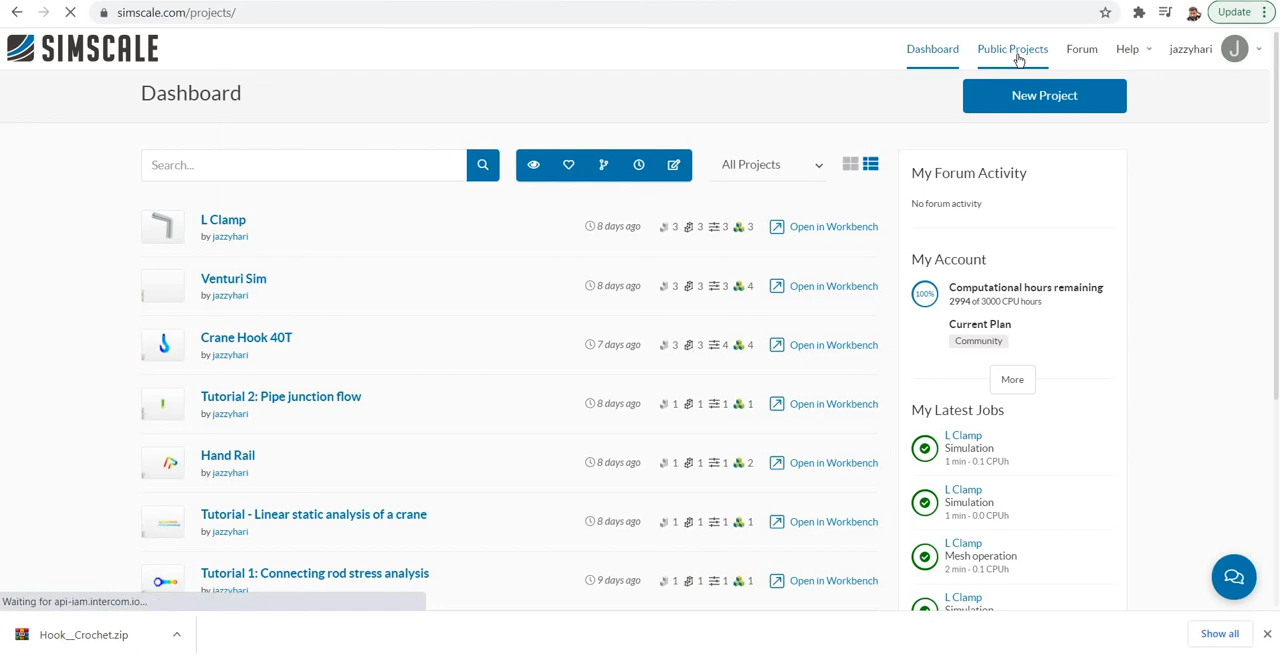 simscale.com/projects/
Update
SIMSCALE
Dashboard
Public Projects
Forum
Help
jazzyhari
J
Dashboard
New Project
Search...
All Projects
L Clamp
by jazzyhari
8 days ago
3 3 3 3
Open in Workbench
Venturi Sim
by jazzyhari
8 days ago
3 3 3 4
Open in Workbench
Crane Hook 40T
by jazzyhari
7 days ago
3 3 4 4
Open in Workbench
Tutorial 2: Pipe junction flow
by jazzyhari
8 days ago
1 1 1 1
Open in Workbench
Hand Rail
by jazzyhari
8 days ago
1 1 1 2
Open in Workbench
Tutorial - Linear static analysis of a crane
by jazzyhari
8 days ago
1 1 1 1
Open in Workbench
Tutorial 1: Connecting rod stress analysis
by jazzyhari
9 days ago
1 1 1 1
Open in Workbench
My Forum Activity
No forum activity
My Account
100%
Computational hours remaining
2994 of 3000 CPU hours
Current Plan
Community
More
My Latest Jobs
L Clamp
Simulation
1 min - 0.1 CPUh
L Clamp
Simulation
1 min - 0.0 CPUh
L Clamp
Mesh operation
2 min - 0.1 CPUh
L Clamp
Simulation
Waiting for api-iam.intercom.io...
Hook__Crochet.zip
Show all